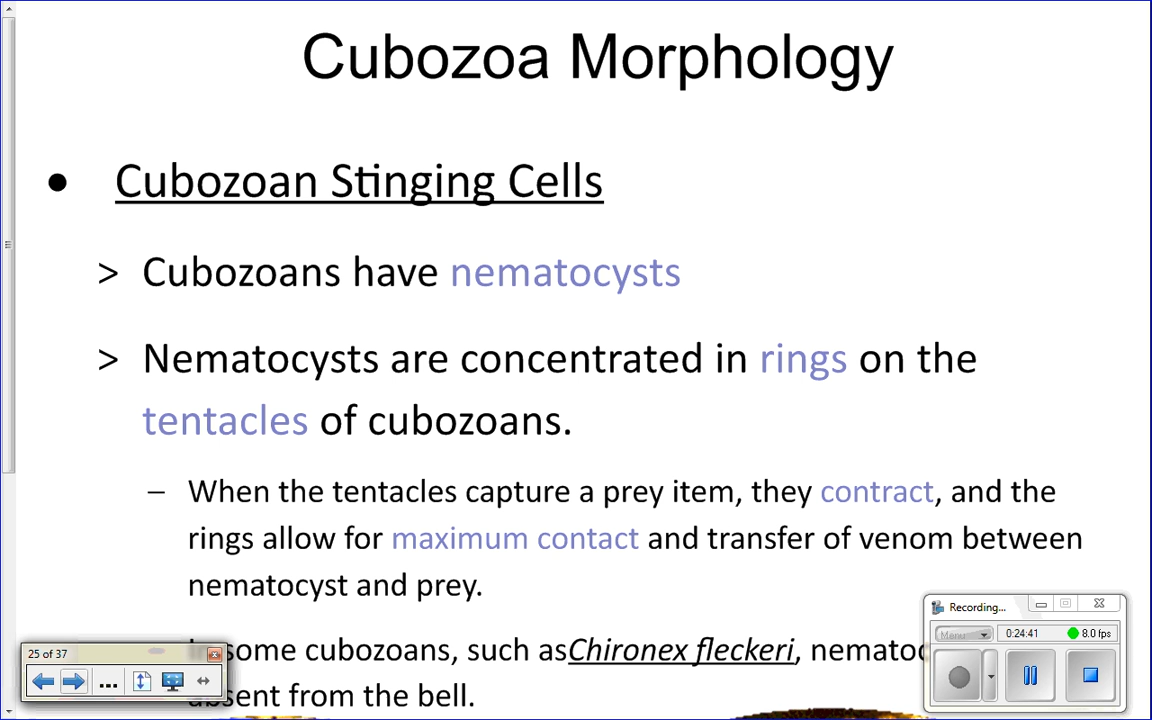 Cubozoa Morphology
• Cubozoan Stinging Cells
> Cubozoans have nematocysts
> Nematocysts are concentrated in rings on the
tentacles of cubozoans.
– When the tentacles capture a prey item, they contract, and the
rings allow for maximum contact and transfer of venom between
nematocyst and prey.
some cubozoans, such as Chironex fleckeri,
absent from the bell.
25 of 37
...
Recording...
Menu
0:24:41
8.0 fps